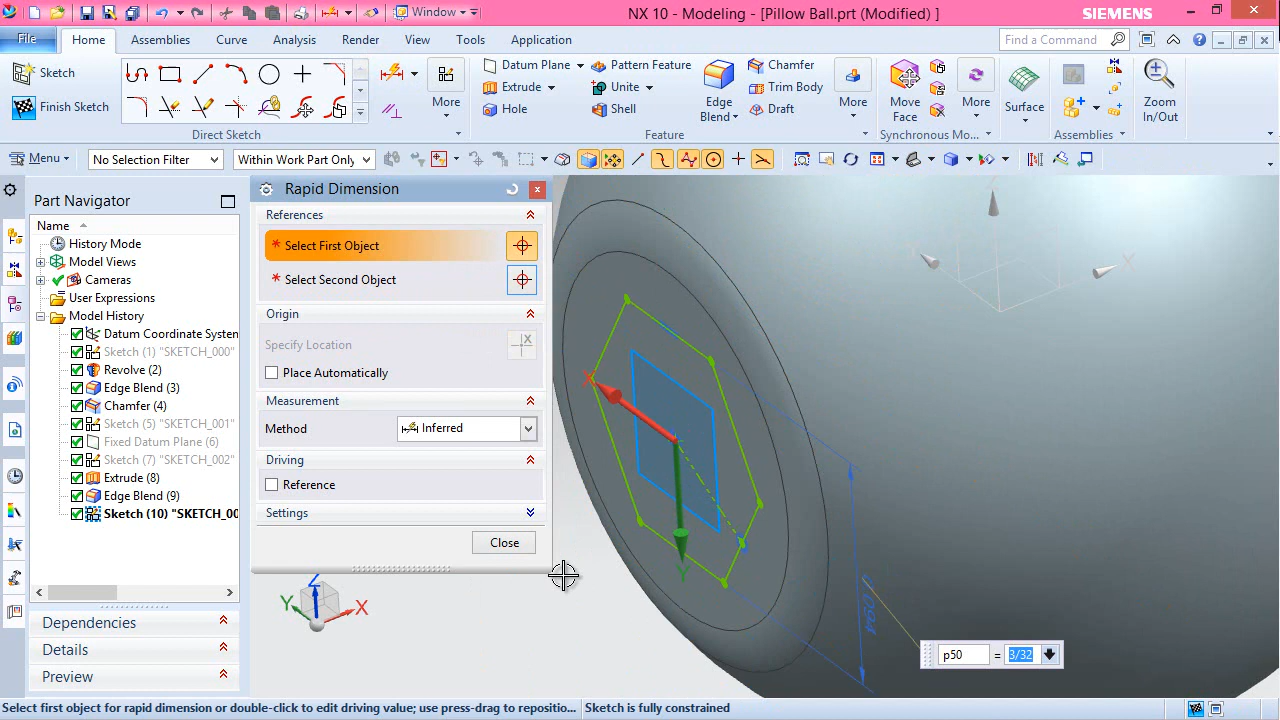 NX 10 - Modeling - [Pillow Ball.prt (Modified) ]
SIEMENS
Window
File
Home
Assemblies
Curve
Analysis
Render
View
Tools
Application
Find a Command
Sketch
Finish Sketch
More
Direct Sketch
Datum Plane
Extrude
Hole
Pattern Feature
Unite
Shell
Edge
Blend
Chamfer
Trim Body
Draft
More
Feature
Move
Face
More
Synchronous Mo...
Surface
Assemblies
Zoom
In/Out
Menu
No Selection Filter
Within Work Part Only
Part Navigator
Name
History Mode
Model Views
Cameras
User Expressions
Model History
Datum Coordinate System
Sketch (1) "SKETCH_000"
Revolve (2)
Edge Blend (3)
Chamfer (4)
Sketch (5) "SKETCH_001"
Fixed Datum Plane (6)
Sketch (7) "SKETCH_002"
Extrude (8)
Edge Blend (9)
Sketch (10) "SKETCH_00
Dependencies
Details
Preview
Rapid Dimension
References
* Select First Object
* Select Second Object
Origin
Specify Location
Place Automatically
Measurement
Method
Inferred
Driving
Reference
Settings
Close
Z
Y
X
X
Y
X
p50
=
3/32
Select first object for rapid dimension or double-click to edit driving value; use press-drag to repositio...
Sketch is fully constrained